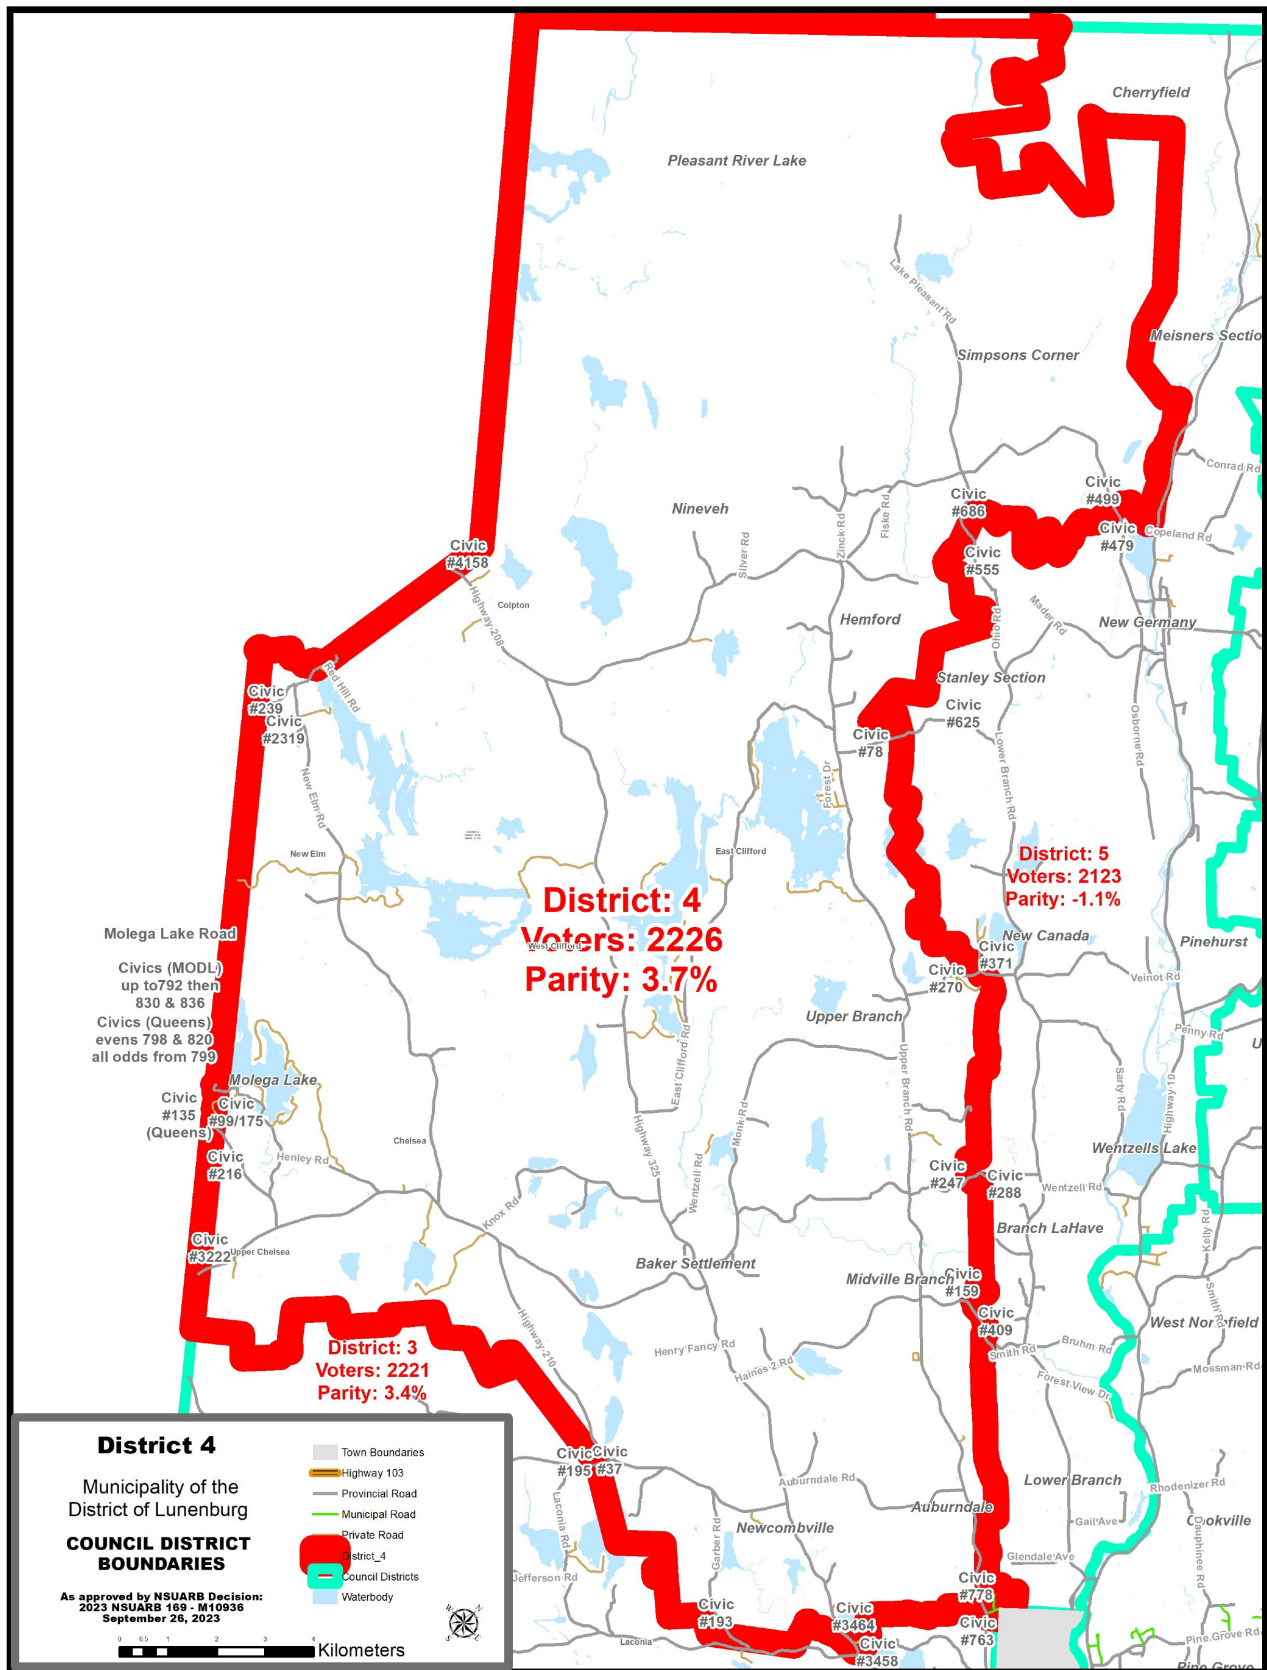 Cherryfield
Pleasant River Lake
Lake Pleasant Rd
Meisners Sectio
Simpsons Corner
Conrad Rd
Civic
#499
Civic
#686
Nineveh
Fiske Rd
Zinck Rd
Silver Rd
Civic
#479
Copeland Rd
Civic
#4158
Civic
#555
Highway 208
Colpton
Hemford
Ohio Rd
Mader Rd
New Germany
Red Hill Rd
Stanley Section
Civic
#239
Civic
#2319
Civic
#625
Civic
#78
Osborne Rd
Lower Branch Rd
New Elm Rd
Forest Dr
New Elm
East Clifford
District: 5
Voters: 2123
Parity: -1.1%
District: 4
Voters: 2226
Parity: 3.7%
West Clifford
Molega Lake Road
Civics (MODL)
up to792 then
830 & 836
Civics (Queens)
evens 798 & 820
all odds from 799
New Canada
Pinehurst
Civic
#371
Civic
#270
Veinot Rd
Upper Branch
Penny Rd
U
East Clifford Rd
Upper Branch Rd
Sarty Rd
Highway 10
Molega Lake
Civic
#135
(Queens)
Civic
#99/175
Monk Rd
Highway 325
Chelsea
Henley Rd
Civic
#216
Wentzell Rd
Wentzells Lake
Civic
#247
Civic
#288
Wentzell Rd
Knox Rd
Branch LaHave
Kelly Rd
Civic
#3222
Upper Chelsea
Baker Settlement
Midville Branch
Civic
#159
Smith Rd
Civic
#409
West Northfield
Highway 210
Henry Fancy Rd
Haines 2 Rd
Smith Rd
Bruhm Rd
Mossman Rd
Forest View Dr
District: 3
Voters: 2221
Parity: 3.4%
Civic
#195
Civic
#37
Auburndale Rd
Lower Branch
Rhodenizer Rd
Auburndale
Laconia Rd
Garber Rd
Newcombville
Gail Ave
Cookville
Dauphinee Rd
Glendale Ave
Jefferson Rd
Civic
#778
Civic
#193
Civic
#3464
Civic
#763
Civic
#3458
Laconia
Pine Grove Rd
Pine Grove
District 4
Municipality of the
District of Lunenburg
COUNCIL DISTRICT
BOUNDARIES
As approved by NSUARB Decision:
2023 NSUARB 169 - M10936
September 26, 2023
Town Boundaries
Highway 103
Provincial Road
Municipal Road
Private Road
District_4
Council Districts
Waterbody
0 0.5 1 2 3 4
Kilometers
N
E
S
W